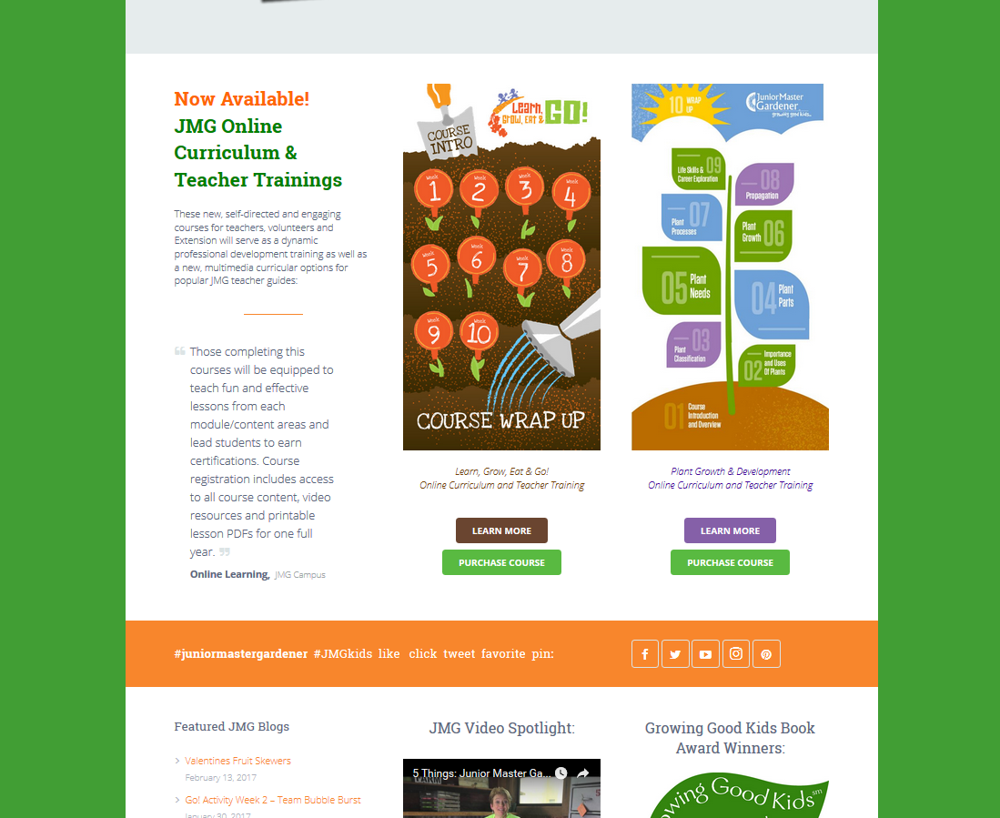 Now Available!
JMG Online
Curriculum &
Teacher Trainings
These new, self-directed and engaging
courses for teachers, volunteers and
Extension will serve as a dynamic
professional development training as well as
a new, multimedia curricular options for
popular JMG teacher guides:
Those completing this
courses will be equipped to
teach fun and effective
lessons from each
module/content areas and
lead students to earn
certifications. Course
registration includes access
to all course content, video
resources and printable
lesson PDFs for one full
year.
Online Learning, JMG Campus
COURSE
INTRO
Learn,
Grow, Eat &
GO!
Week 1
Week 2
Week 3
Week 4
Week 5
Week 6
Week 7
Week 8
Week 9
Week 10
COURSE WRAP UP
Learn, Grow, Eat & Go!
Online Curriculum and Teacher Training
LEARN MORE
PURCHASE COURSE
10 WRAP
UP
Junior Master
Gardener
growing good kids
09
Life Skills &
Career Exploration
08
Propagation
07
Plant
Processes
Plant
Growth 06
05 Plant
Needs
04 Plant
Parts
03
Plant
Classification
02 Importance
and Uses
Of Plants
01 Course
Introduction
and Overview
Plant Growth & Development
Online Curriculum and Teacher Training
LEARN MORE
PURCHASE COURSE
#juniormastergardener #JMGkids like click tweet favorite pin:
Featured JMG Blogs
Valentines Fruit Skewers
February 13, 2017
Go! Activity Week 2 – Team Bubble Burst
January 30, 2017
JMG Video Spotlight:
5 Things: Junior Master Ga...
Growing Good Kids Book
Award Winners:
wing Good Kids℠